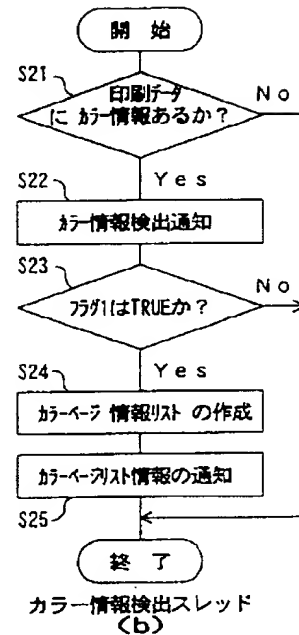 開 始
S21
印刷データ
に カラー情報あるか？
No
Yes
S22
カラー情報検出通知
S23
フラグ1はTRUEか？
No
Yes
S24
カラーページ 情報リスト の作成
カラーページリスト情報の通知
S25
終 了
カラー情報検出スレッド
(b)